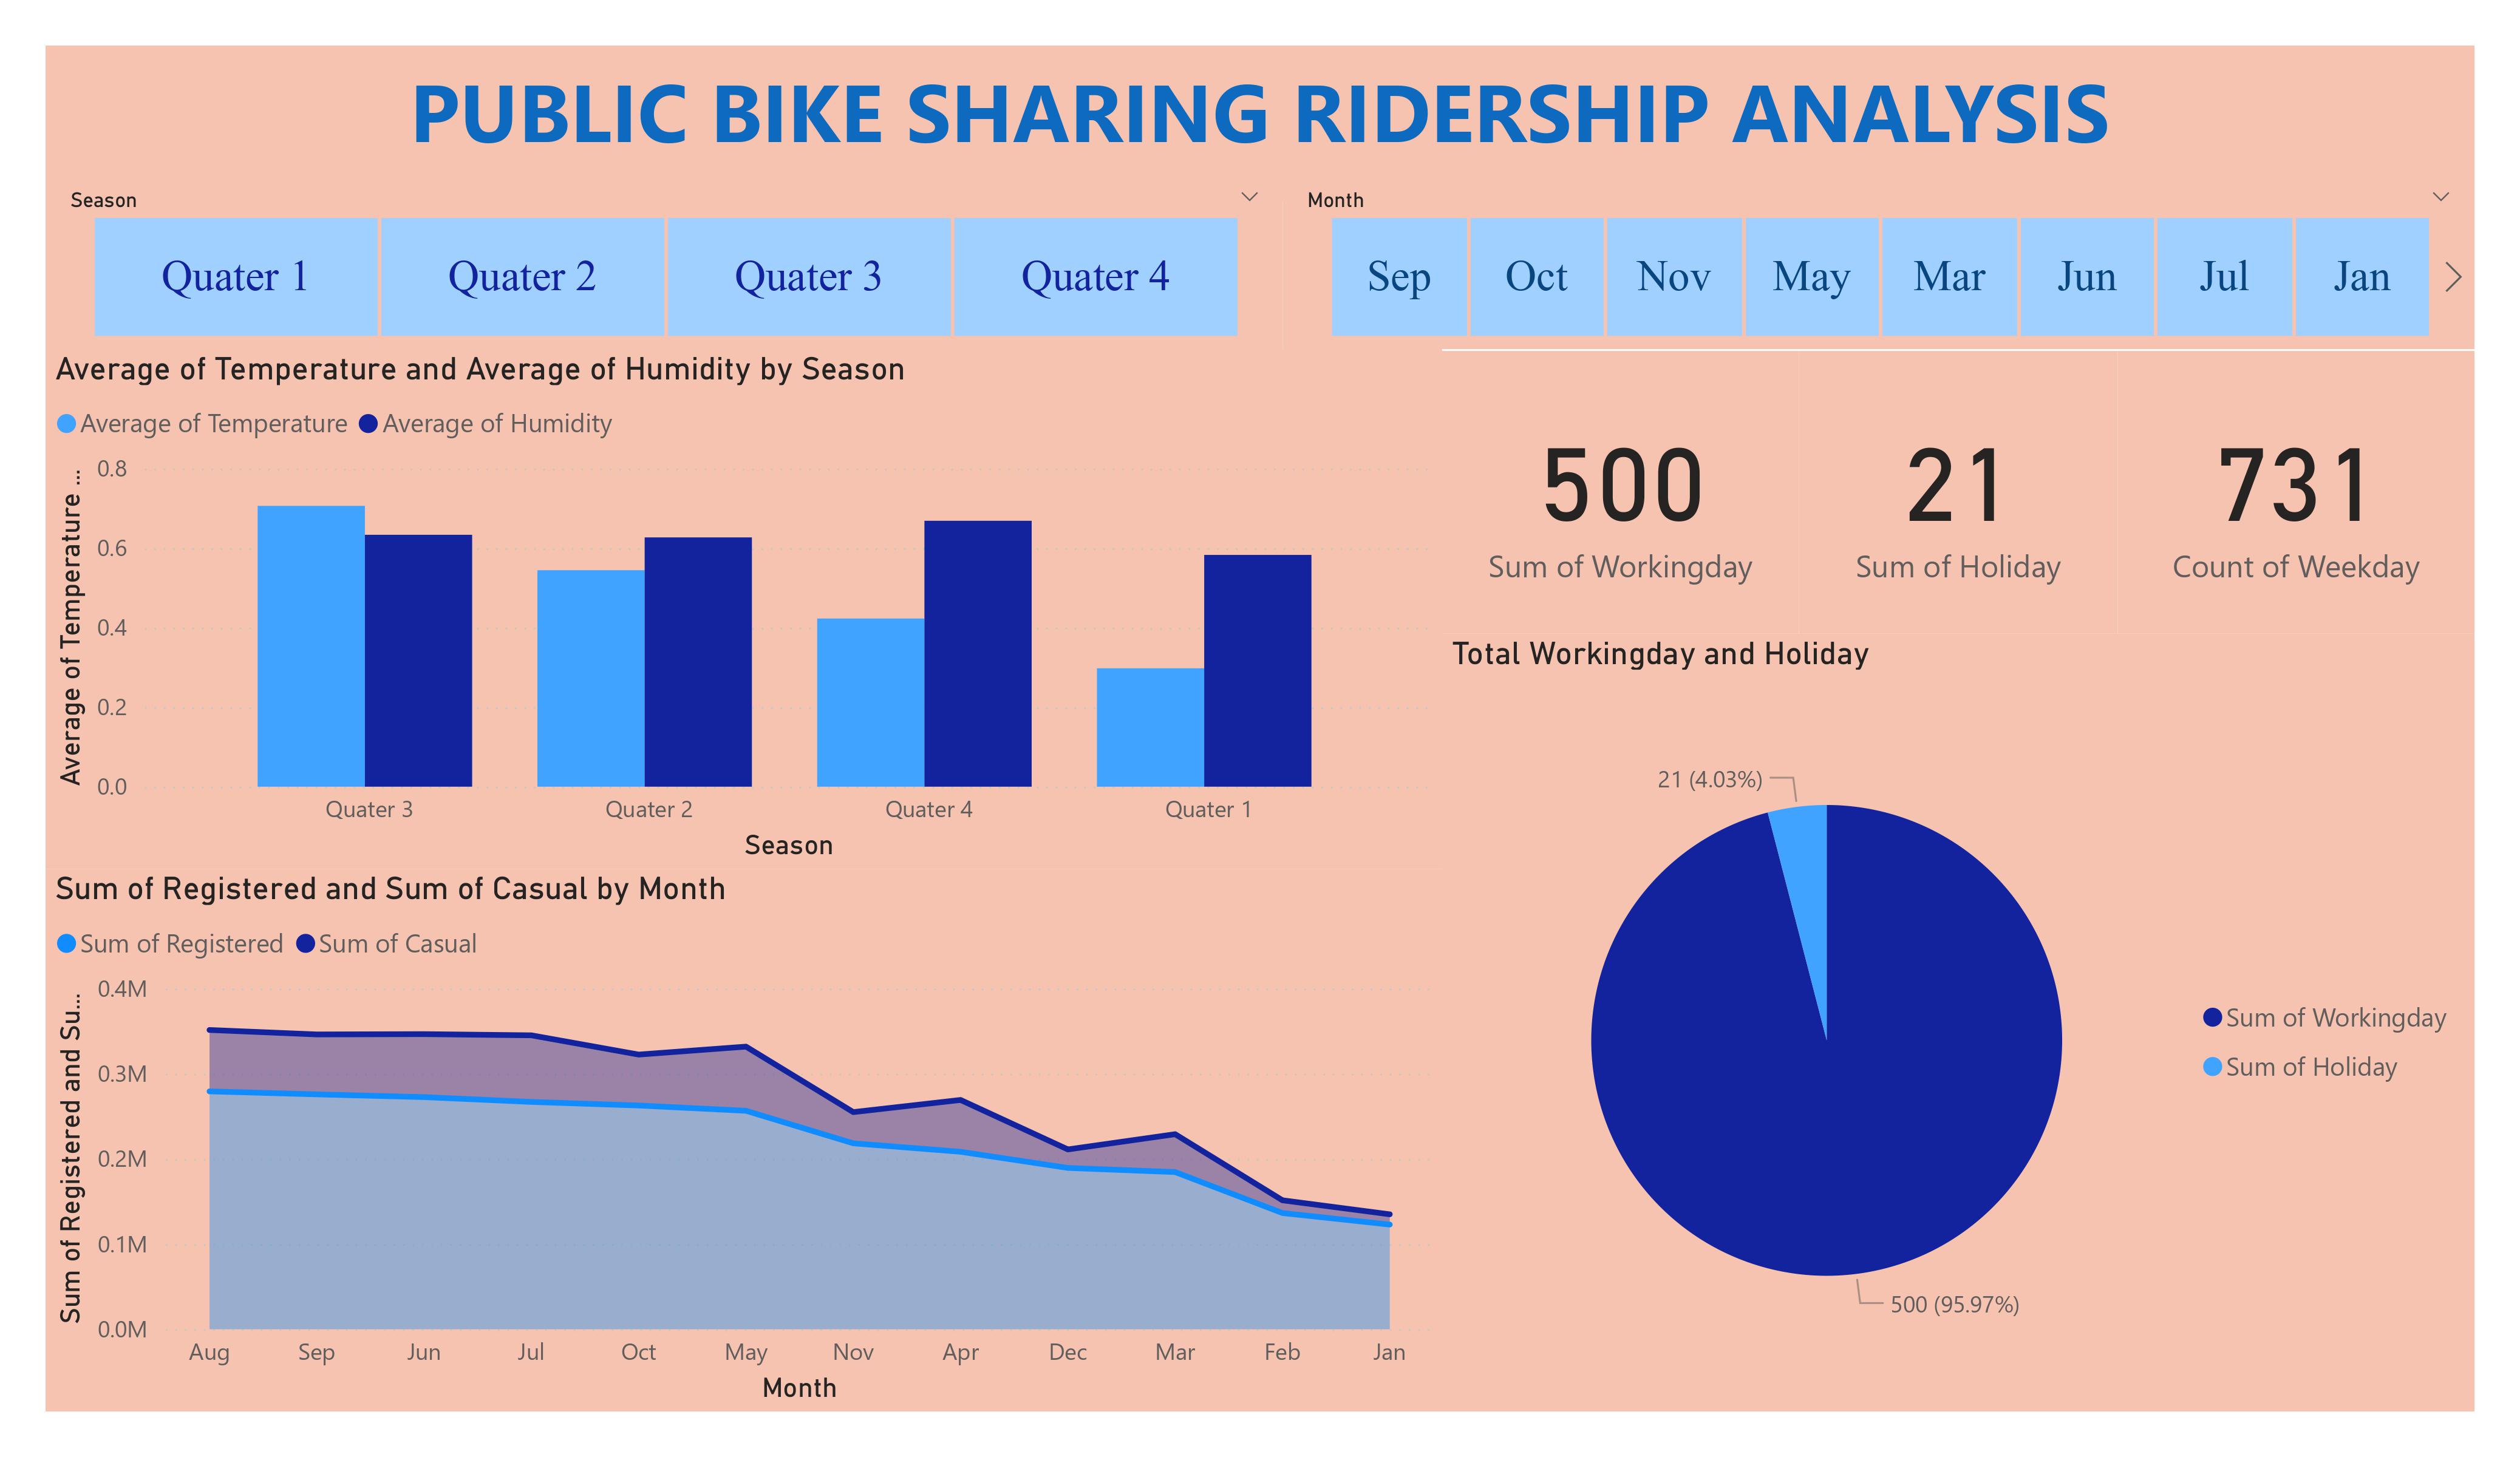 PUBLIC BIKE SHARING RIDERSHIP ANALYSIS
Season
Quater 1 Quater 2 Quater 3 Quater 4
Month
Sep Oct Nov May Mar Jun Jul Jan
Average of Temperature and Average of Humidity by Season
Average of Temperature Average of Humidity
Average of Temperature ...
0.8
0.6
0.4
0.2
0.0
Quater 3 Quater 2 Quater 4 Quater 1
Season
500 21 731
Sum of Workingday Sum of Holiday Count of Weekday
Sum of Registered and Sum of Casual by Month
Sum of Registered Sum of Casual
Sum of Registered and Su...
0.4M
0.3M
0.2M
0.1M
0.0M
Aug Sep Jun Jul Oct May Nov Apr Dec Mar Feb Jan
Month
Total Workingday and Holiday
21 (4.03%)
500 (95.97%)
Sum of Workingday
Sum of Holiday